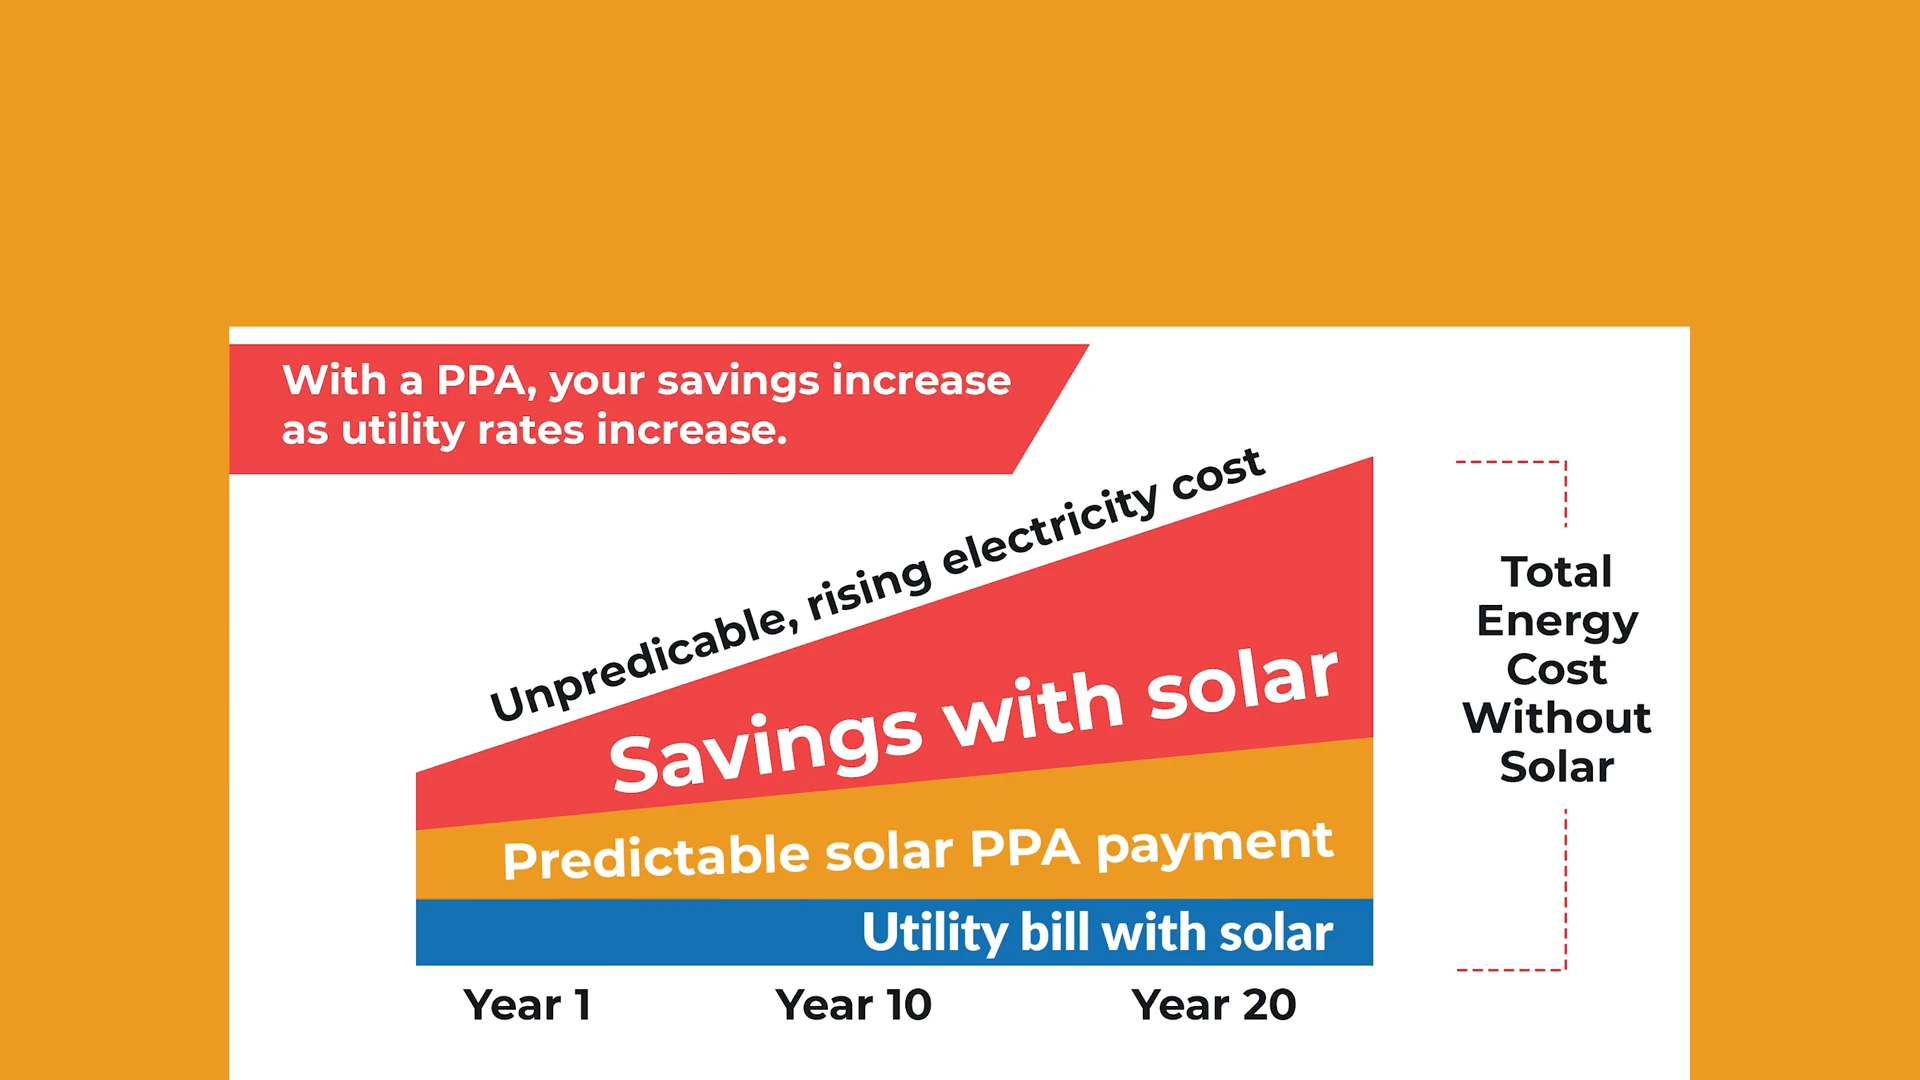 With a PPA, your savings increase
as utility rates increase.
Unpredicable, rising electricity cost
Savings with solar
Predictable solar PPA payment
Utility bill with solar
Year 1
Year 10
Year 20
Total
Energy
Cost
Without
Solar